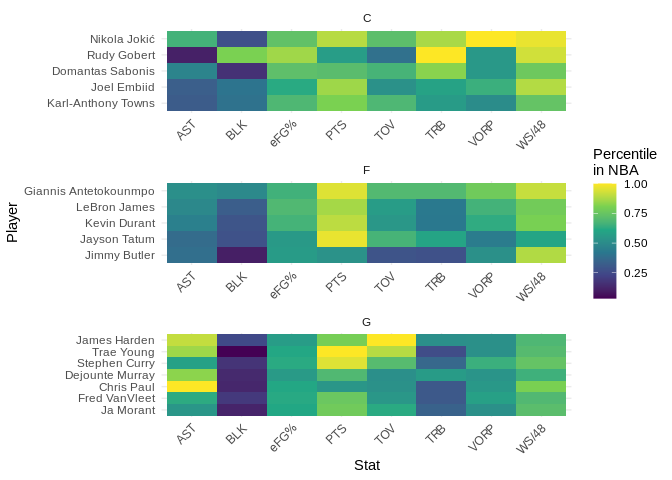 C
Nikola Jokić
Rudy Gobert
Domantas Sabonis
Joel Embiid
Karl-Anthony Towns
AST BLK eFG% PTS TOV TRB VORP WS/48
F
Giannis Antetokounmpo
LeBron James
Kevin Durant
Jayson Tatum
Jimmy Butler
AST BLK eFG% PTS TOV TRB VORP WS/48
G
James Harden
Trae Young
Stephen Curry
Dejounte Murray
Chris Paul
Fred VanVleet
Ja Morant
AST BLK eFG% PTS TOV TRB VORP WS/48
Stat
Player
Percentile
in NBA
1.00
0.75
0.50
0.25